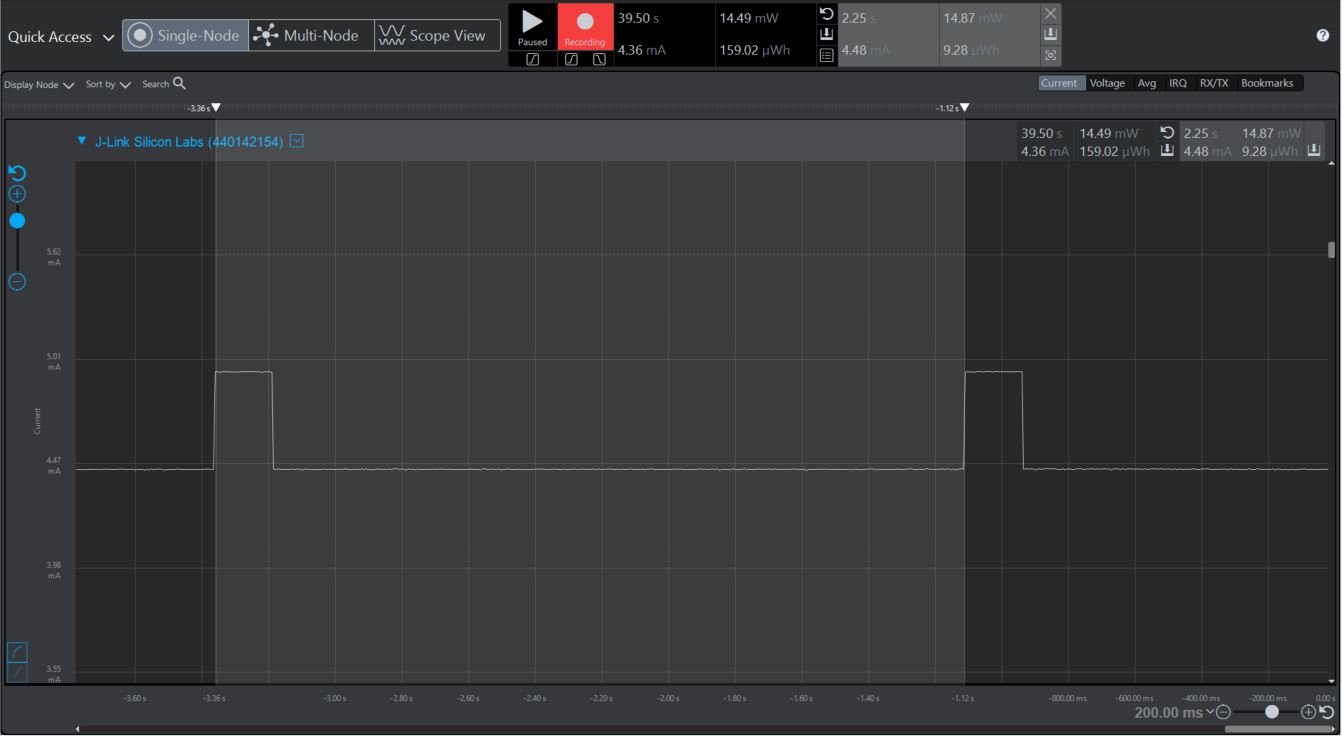 Quick Access
Single-Node
Multi-Node
Scope View
Paused
Recording
39.50 s 14.49 mW
4.36 mA 159.02 µWh
2.25 s 14.87 mW
4.48 mA 9.28 µWh
?
Display Node Sort by Search
Current Voltage Avg IRQ RX/TX Bookmarks
-3.36 s -1.12 s
J-Link Silicon Labs (440142154)
39.50 s 14.49 mW 2.25 s 14.87 mW
4.36 mA 159.02 µWh 4.48 mA 9.28 µWh
5.62
mA
5.01
mA
Current
4.47
mA
3.98
mA
3.55
mA
-3.60 s -3.36 s -3.00 s -2.80 s -2.60 s -2.40 s -2.20 s -2.00 s -1.80 s -1.60 s -1.40 s -1.12 s -800.00 ms -600.00 ms -400.00 ms -200.00 ms 0.00 s
200.00 ms